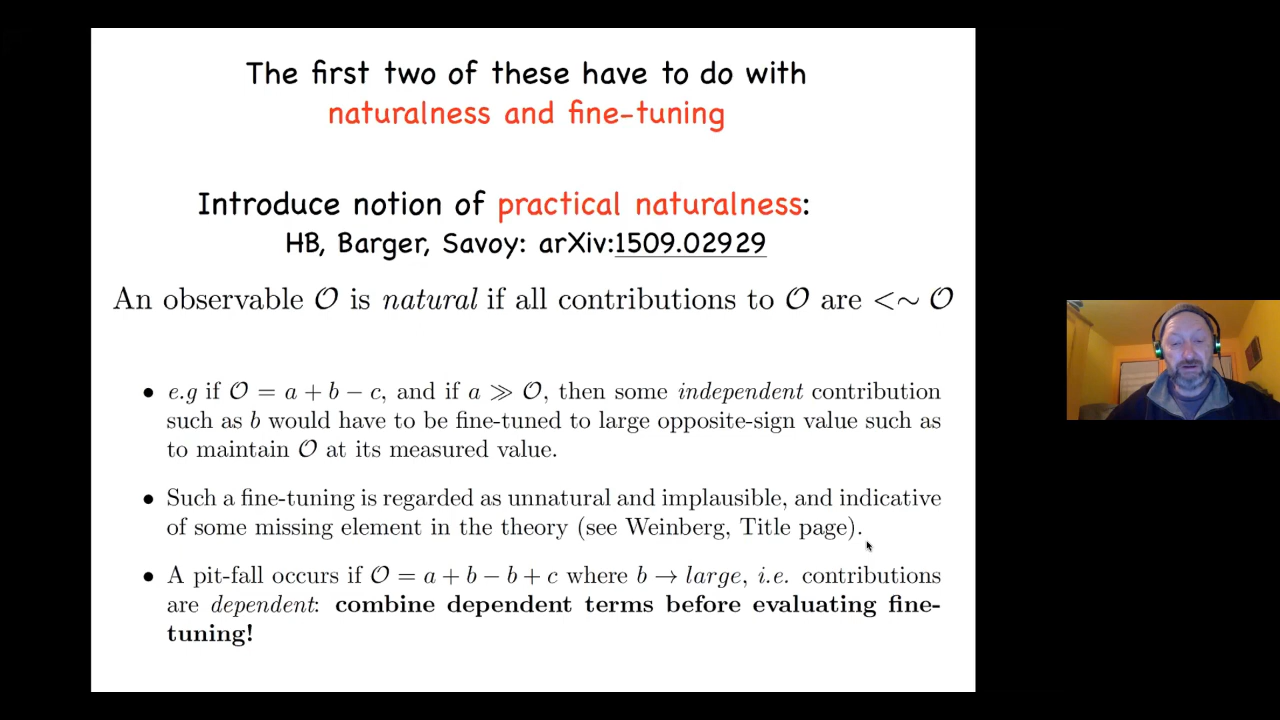 The first two of these have to do with
naturalness and fine-tuning
Introduce notion of practical naturalness:
HB, Barger, Savoy: arXiv:1509.02929
An observable 𝒪 is natural if all contributions to 𝒪 are <∼ 𝒪
• e.g if 𝒪 = a + b − c, and if a ≫ 𝒪, then some independent contribution
such as b would have to be fine-tuned to large opposite-sign value such as
to maintain 𝒪 at its measured value.
• Such a fine-tuning is regarded as unnatural and implausible, and indicative
of some missing element in the theory (see Weinberg, Title page).
• A pit-fall occurs if 𝒪 = a + b − b + c where b → large, i.e. contributions
are dependent: combine dependent terms before evaluating fine-
tuning!